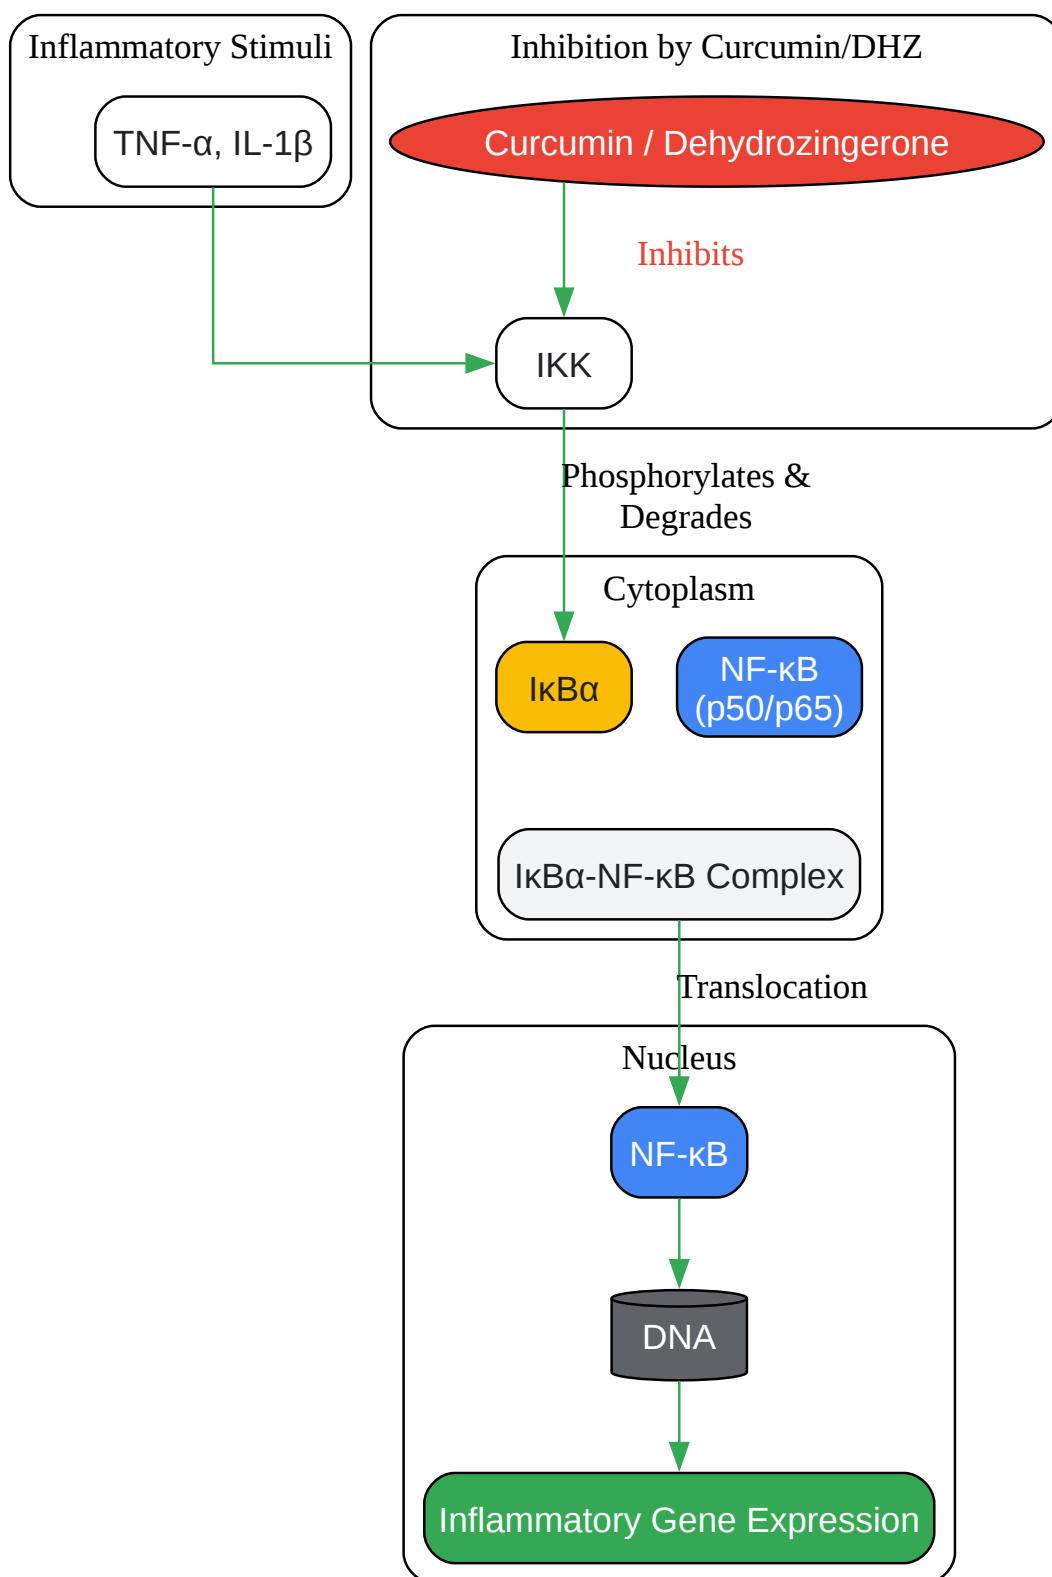 Inflammatory Stimuli
TNF-α, IL-1β
Inhibition by Curcumin/DHZ
Curcumin / Dehydrozingerone
Inhibits
IKK
Phosphorylates &
Degrades
Cytoplasm
IκBα
NF-κB
(p50/p65)
IκBα-NF-κB Complex
Translocation
Nucleus
NF-κB
DNA
Inflammatory Gene Expression